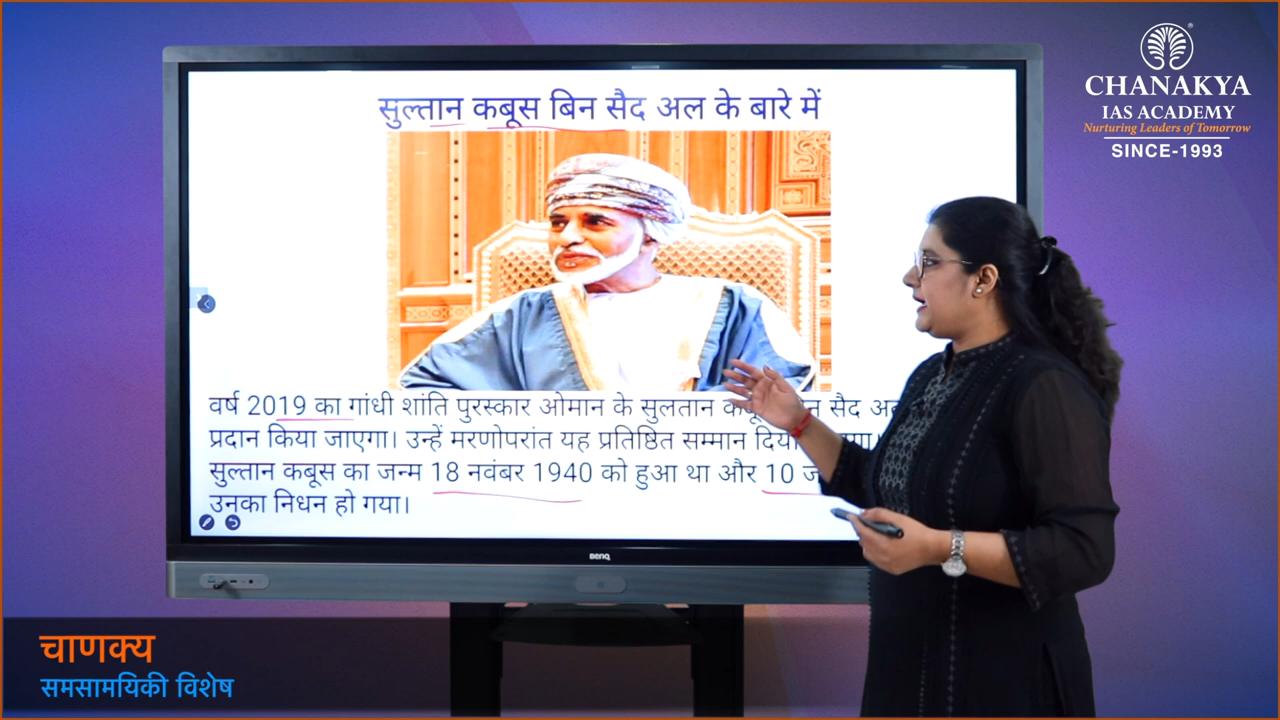 सुल्तान कबूस बिन सैद अल के बारे में
वर्ष 2019 का गांधी शांति पुरस्कार ओमान के सुलतान सैद
प्रदान किया जाएगा। उन्हें मरणोपरांत यह प्रतिष्ठित सम्मान
सुल्तान कबूस का जन्म 18 नवंबर 1940 को हुआ था और 10
उनका निधन हो गया।
BenQ
CHANAKYA
IAS ACADEMY
Nurturing Leaders of Tomorrow
SINCE-1993
चाणक्य
समसामयिकी विशेष